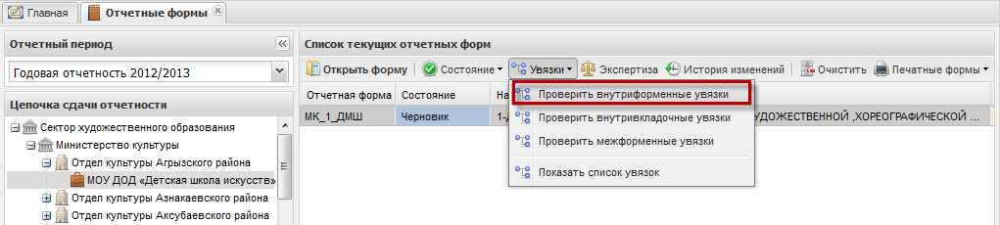 Главная
Отчетные формы
Отчетный период
Годовая отчетность 2012/2013
Цепочка сдачи отчетности
Сектор художественного образования
Министерство культуры
Отдел культуры Агрызского района
МОУ ДОД «Детская школа искусств»
Отдел культуры Азнакаевского района
Отдел культуры Аксубаевского района
Список текущих отчетных форм
Открыть форму Состояние Увязки Экспертиза История изменений Очистить Печатные формы
Отчетная форма Состояние На
МК_1_ДМШ Черновик 1-Д УДОЖЕСТВЕННОЙ ,ХОРЕОГРАФИЧЕСКОЙ ...
Проверить внутриформенные увязки
Проверить внутривкладочные увязки
Проверить межформенные увязки
Показать список увязок